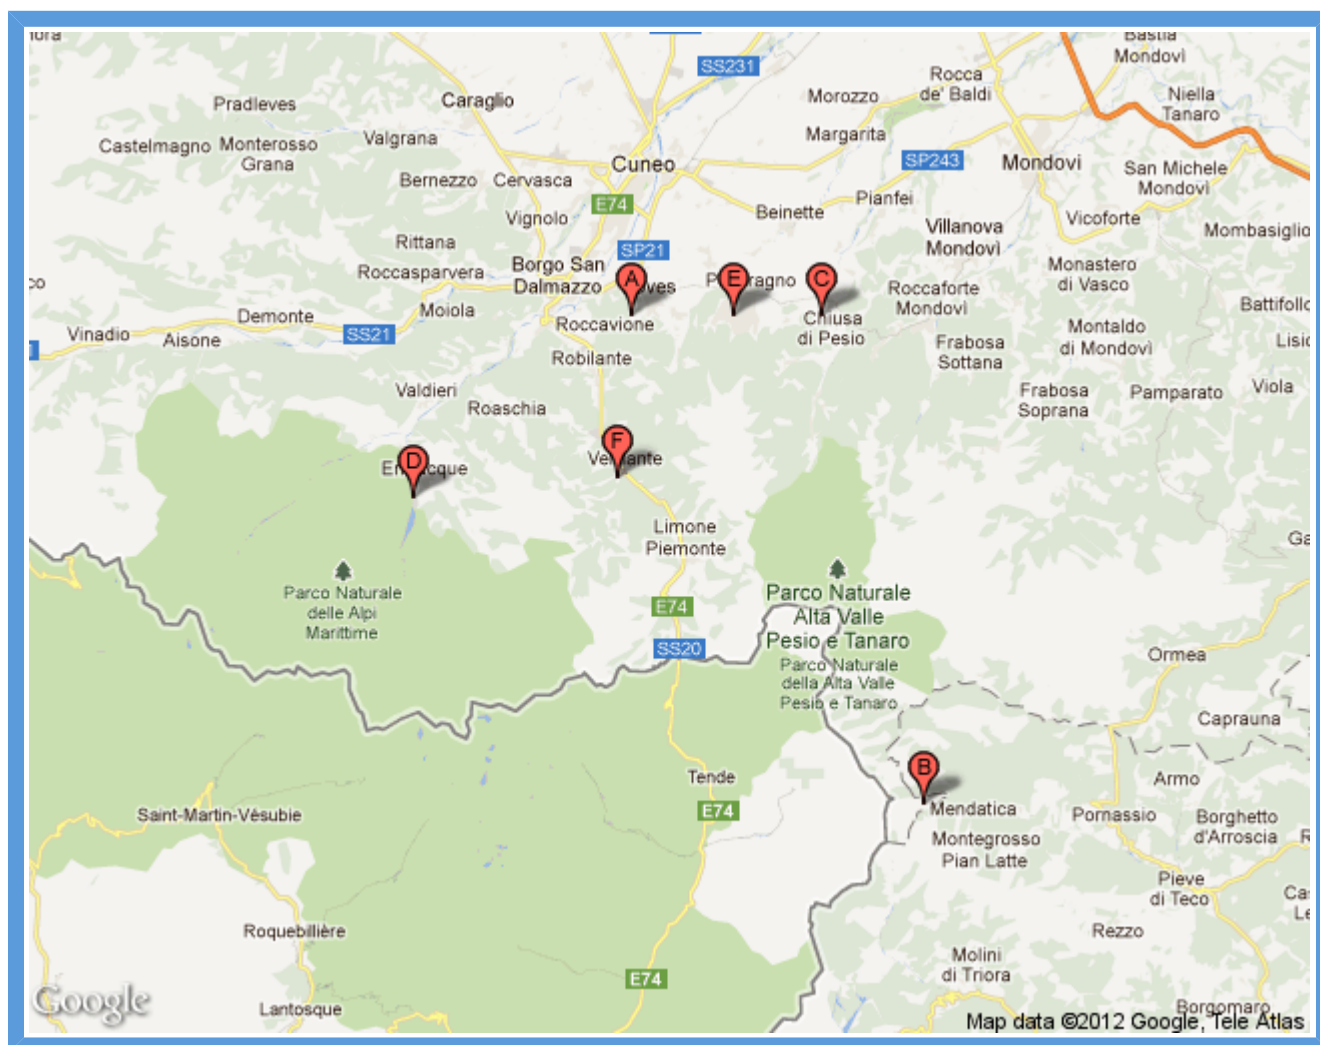 Bastia
Mondovì
SS231
Rocca
de' Baldi
Pradleves
Caraglio
Morozzo
Niella
Tanaro
Castelmagno
Monterosso
Grana
Valgrana
Margarita
Cuneo
SP243
Mondovì
San Michele
Mondovì
Bernezzo
Cervasca
E74
Vignolo
Beinette
Pianfei
Vicoforte
Villanova
Mondovì
Mombasiglio
Rittana
SP21
Borgo San
Dalmazzo
Roccasparvera
A
E
C
Monastero
di Vasco
Roccaforte
Mondovì
Moiola
Demonte
Vinadio
Aisone
SS21
Roccavione
Chiusa
di Pesio
Montaldo
di Mondovì
Robilante
Frabosa
Sottana
Valdieri
Roaschia
Frabosa
Soprana
Pamparato
Viola
D
F
Limone
Piemonte
Parco Naturale
delle Alpi
Marittime
E74
Parco Naturale
Alta Valle
Pesio e Tanaro
SS20
Parco Naturale
della Alta Valle
Pesio e Tanaro
Ormea
Caprauna
B
Tende
E74
Armo
Mendatica
Saint-Martin-Vésubie
Pornassio
Borghetto
d'Arroscia
Montegrosso
Pian Latte
Pieve
di Teco
Roquebillière
Rezzo
Molini
di Triora
E74
Google
Lantosque
Borgomaro
Map data ©2012 Google, Tele Atlas